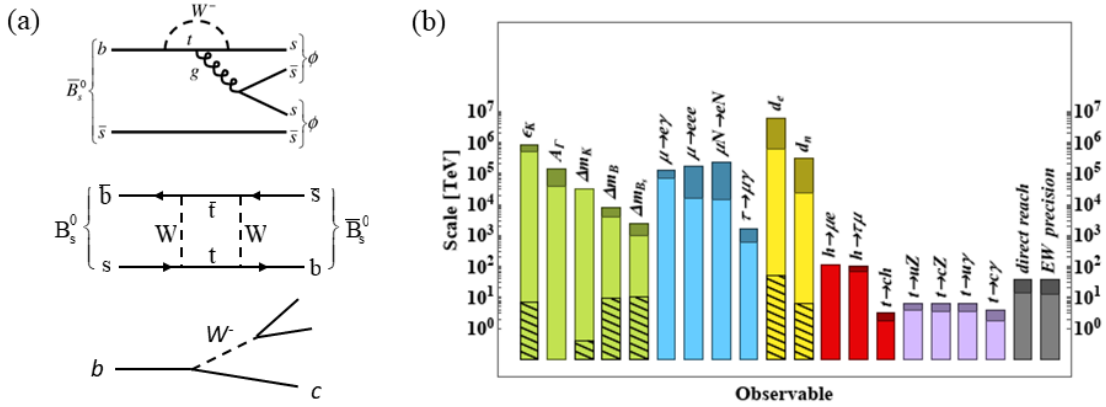 (a)
W⁻
b
t
s
s̄
ϕ
g
B̄⁰ₛ
s
s̄
ϕ
s̄
b̄
s̄
t̄
B⁰ₛ
W
W
B̄⁰ₛ
t
s
b
W⁻
b
c
(b)
Scale [TeV]
10⁷
10⁶
10⁵
10⁴
10³
10²
10¹
10⁰
ϵK
AΓ
ΔmK
ΔmB
ΔmBₛ
μ→eγ
μ→eee
μN→eN
τ→μγ
dₑ
dₙ
h→μe
h→τμ
t→ch
t→uZ
t→cZ
t→uγ
t→cγ
direct reach
EW precision
10⁷
10⁶
10⁵
10⁴
10³
10²
10¹
10⁰
Observable